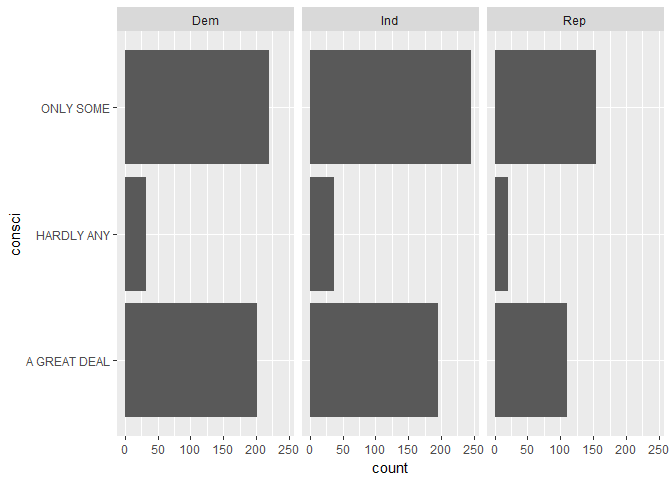 Dem Ind Rep
ONLY SOME
HARDLY ANY
A GREAT DEAL
consci
0 50 100 150 200 250 0 50 100 150 200 250 0 50 100 150 200 250
count